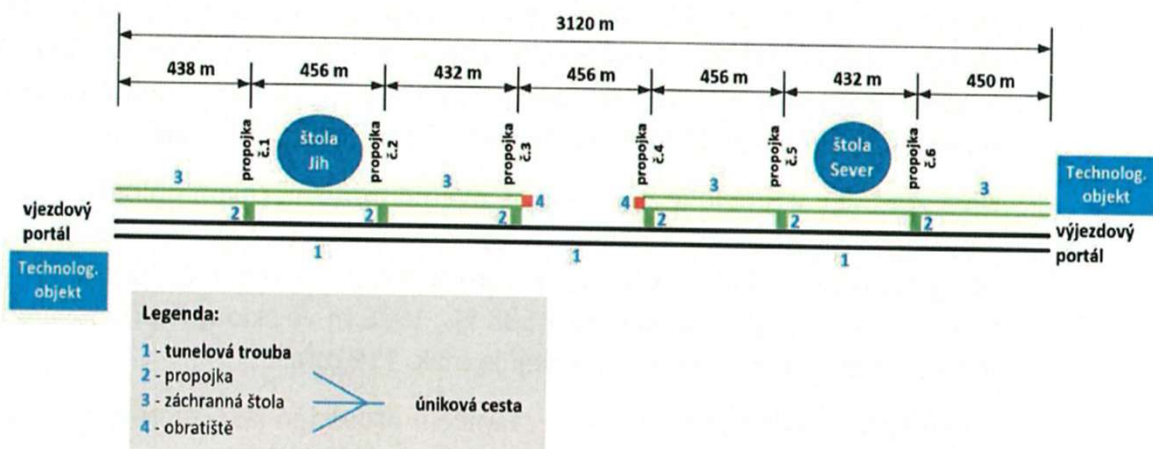 3120 m
438 m
456 m
432 m
456 m
456 m
432 m
450 m
propojka
č.1
štola
Jih
propojka
č.2
propojka
č.3
propojka
č.4
propojka
č.5
štola
Sever
propojka
č.6
3
3
4
4
3
3
Technolog.
objekt
2
2
2
2
2
2
vjezdový
portál
výjezdový
portál
1
1
1
Technolog.
objekt
Legenda:
1 - tunelová trouba
2 - propojka
3 - záchranná štola
4 - obratiště
úniková cesta